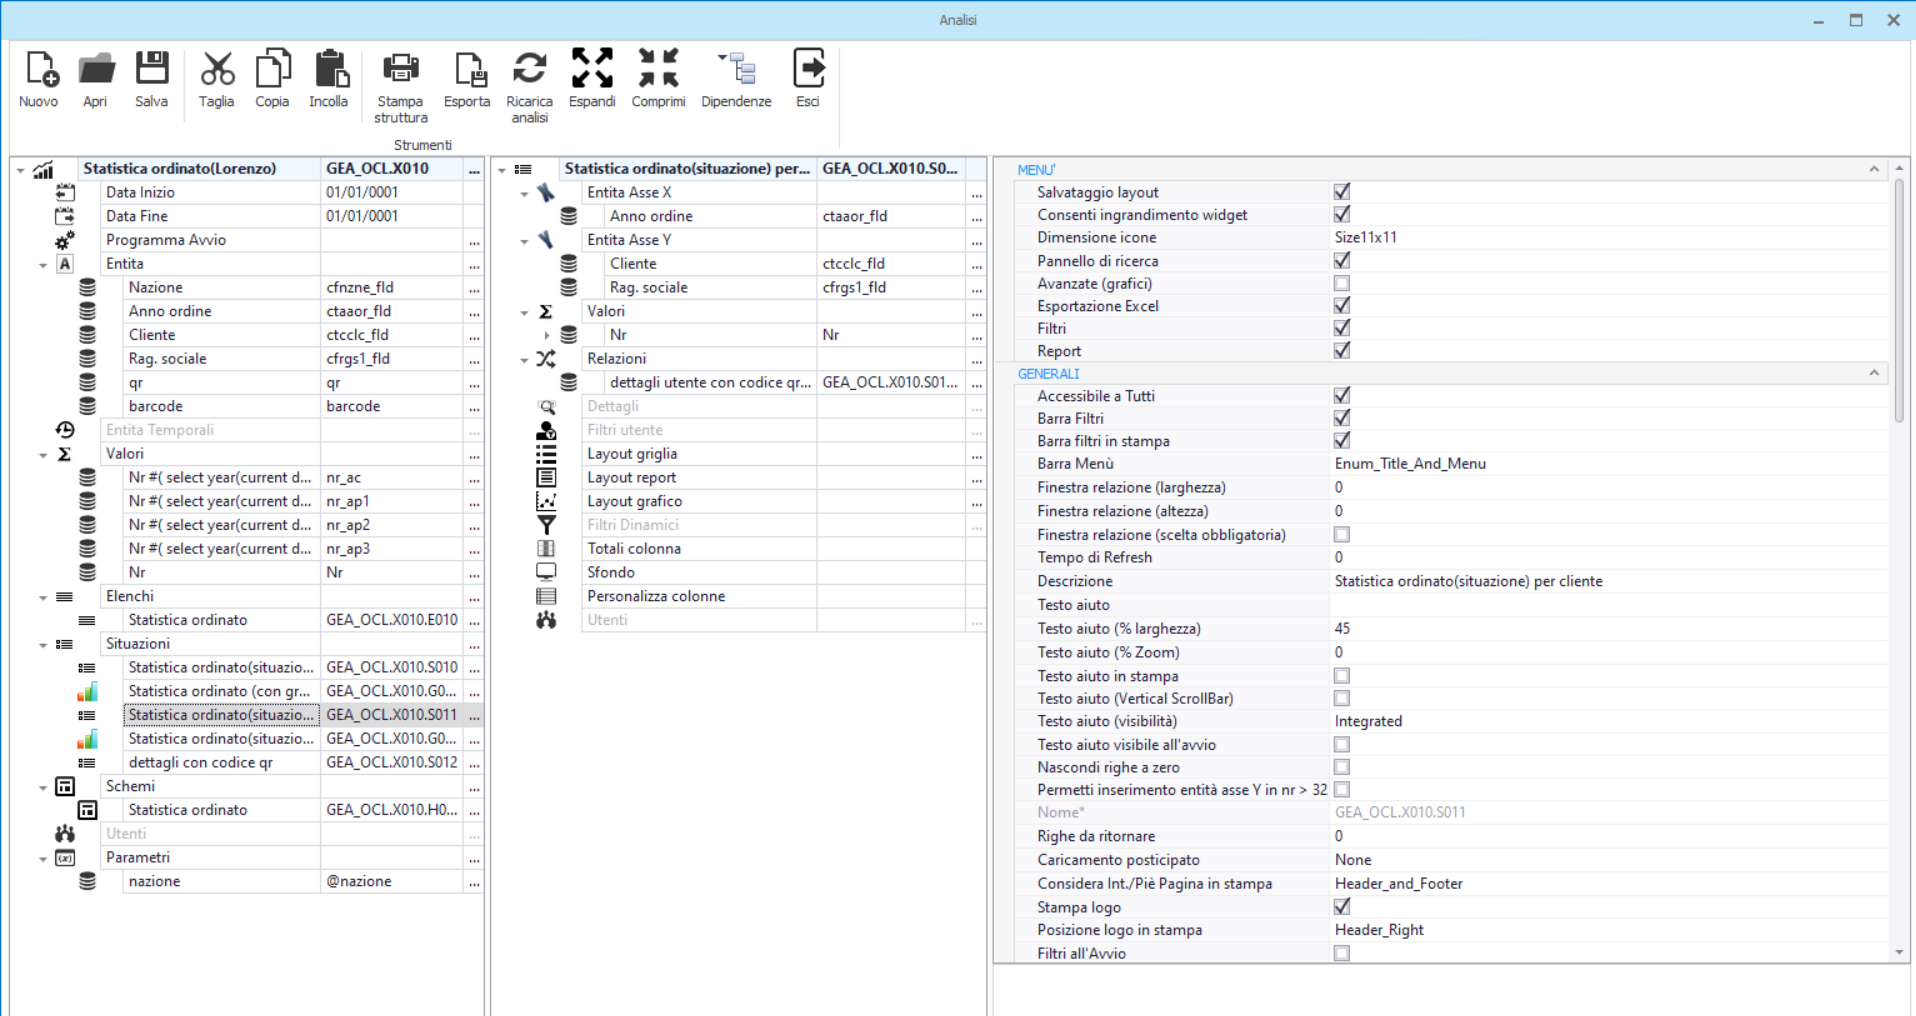 Analisi
Nuovo Apri Salva Taglia Copia Incolla Stampa struttura Esporta Ricarica analisi Espandi Comprimi Dipendenze Esci
Strumenti
Statistica ordinato(Lorenzo) GEA_OCL.X010 ...
Data Inizio 01/01/0001
Data Fine 01/01/0001
Programma Avvio ...
A Entita ...
Nazione cfnzne_fld ...
Anno ordine ctaaor_fld ...
Cliente ctcclc_fld ...
Rag. sociale cfrgs1_fld ...
qr qr ...
barcode barcode ...
Entita Temporali ...
Σ Valori ...
Nr #( select year(current d... nr_ac ...
Nr #( select year(current d... nr_ap1 ...
Nr #( select year(current d... nr_ap2 ...
Nr #( select year(current d... nr_ap3 ...
Nr Nr ...
Elenchi ...
Statistica ordinato GEA_OCL.X010.E010 ...
Situazioni ...
Statistica ordinato(situazio... GEA_OCL.X010.S010 ...
Statistica ordinato (con gr... GEA_OCL.X010.G0... ...
Statistica ordinato(situazio... GEA_OCL.X010.S011 ...
Statistica ordinato(situazio... GEA_OCL.X010.G0... ...
dettagli con codice qr GEA_OCL.X010.S012 ...
Schemi ...
Statistica ordinato GEA_OCL.X010.H0... ...
Utenti ...
(x) Parametri ...
nazione @nazione ...
Statistica ordinato(situazione) per... GEA_OCL.X010.S0...
Entita Asse X ...
Anno ordine ctaaor_fld ...
Entita Asse Y ...
Cliente ctcclc_fld ...
Rag. sociale cfrgs1_fld ...
Σ Valori ...
Nr Nr ...
Relazioni ...
dettagli utente con codice qr... GEA_OCL.X010.S01... ...
Dettagli ...
Filtri utente ...
Layout griglia ...
Layout report ...
Layout grafico ...
Filtri Dinamici ...
Totali colonna
Sfondo
Personalizza colonne
Utenti ...
MENU'
Salvataggio layout
Consenti ingrandimento widget
Dimensione icone Size11x11
Pannello di ricerca
Avanzate (grafici)
Esportazione Excel
Filtri
Report
GENERALI
Accessibile a Tutti
Barra Filtri
Barra filtri in stampa
Barra Menù Enum_Title_And_Menu
Finestra relazione (larghezza) 0
Finestra relazione (altezza) 0
Finestra relazione (scelta obbligatoria)
Tempo di Refresh 0
Descrizione Statistica ordinato(situazione) per cliente
Testo aiuto
Testo aiuto (% larghezza) 45
Testo aiuto (% Zoom) 0
Testo aiuto in stampa
Testo aiuto (Vertical ScrollBar)
Testo aiuto (visibilità) Integrated
Testo aiuto visibile all'avvio
Nascondi righe a zero
Permetti inserimento entità asse Y in nr > 32
Nome* GEA_OCL.X010.S011
Righe da ritornare 0
Caricamento posticipato None
Considera Int./Piè Pagina in stampa Header_and_Footer
Stampa logo
Posizione logo in stampa Header_Right
Filtri all'Avvio